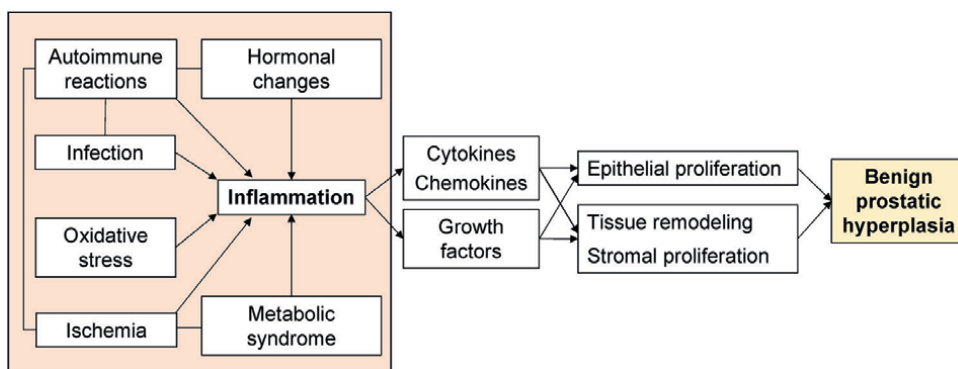 Autoimmune
reactions
Hormonal
changes
Infection
Inflammation
Oxidative
stress
Ischemia
Metabolic
syndrome
Cytokines
Chemokines
Growth
factors
Epithelial proliferation
Tissue remodeling
Stromal proliferation
Benign
prostatic
hyperplasia